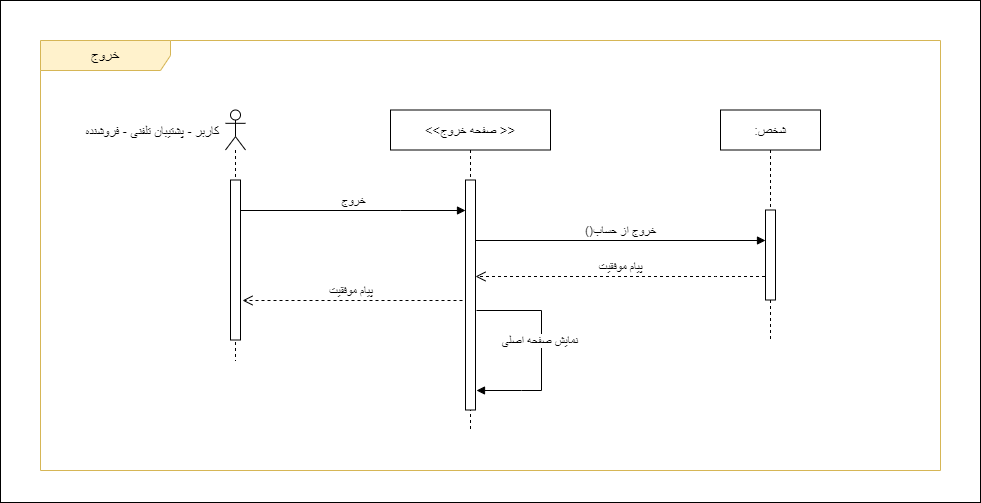 خروج
کاربر - پشتیبان تلفنی - فروشنده
<< صفحه خروج>>
شخص:
خروج
خروج از حساب()
پیام موفقیت
پیام موفقیت
نمایش صفحه اصلی